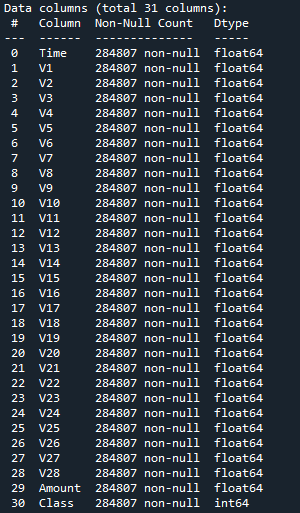 Data columns (total 31 columns):
 #   Column  Non-Null Count   Dtype
---  ------  --------------   -----
 0   Time    284807 non-null  float64
 1   V1      284807 non-null  float64
 2   V2      284807 non-null  float64
 3   V3      284807 non-null  float64
 4   V4      284807 non-null  float64
 5   V5      284807 non-null  float64
 6   V6      284807 non-null  float64
 7   V7      284807 non-null  float64
 8   V8      284807 non-null  float64
 9   V9      284807 non-null  float64
 10  V10     284807 non-null  float64
 11  V11     284807 non-null  float64
 12  V12     284807 non-null  float64
 13  V13     284807 non-null  float64
 14  V14     284807 non-null  float64
 15  V15     284807 non-null  float64
 16  V16     284807 non-null  float64
 17  V17     284807 non-null  float64
 18  V18     284807 non-null  float64
 19  V19     284807 non-null  float64
 20  V20     284807 non-null  float64
 21  V21     284807 non-null  float64
 22  V22     284807 non-null  float64
 23  V23     284807 non-null  float64
 24  V24     284807 non-null  float64
 25  V25     284807 non-null  float64
 26  V26     284807 non-null  float64
 27  V27     284807 non-null  float64
 28  V28     284807 non-null  float64
 29  Amount  284807 non-null  float64
 30  Class   284807 non-null  int64